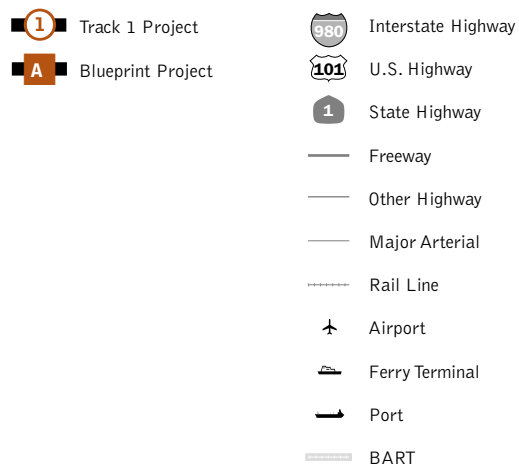 1 Track 1 Project
A Blueprint Project
980 Interstate Highway
101 U.S. Highway
1 State Highway
Freeway
Other Highway
Major Arterial
Rail Line
Airport
Ferry Terminal
Port
BART